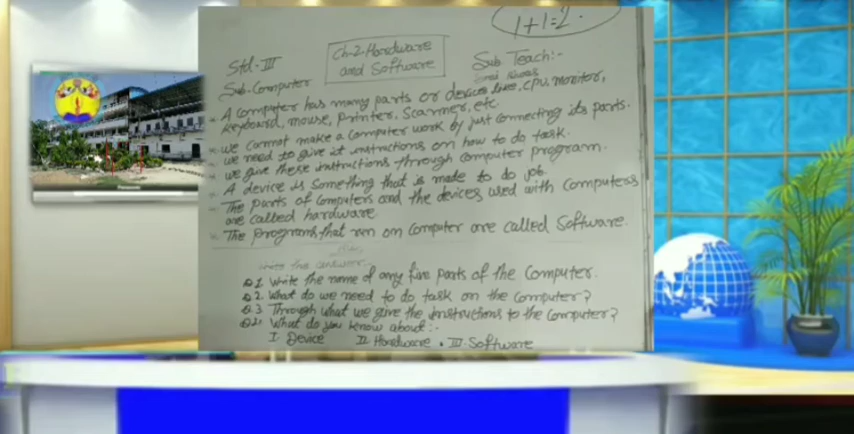 1+1=2.
Std-III
Ch-2-Hardware
and Software
Sub Teach:-
Sub-Computer
* A computer has many parts or devices like, CPU, monitor,
Keyboard, mouse, printer, Scanner, etc.
* we cannot make a computer work by just connecting its parts.
* we need to give it instructions on how to do task.
* we give these instructions through computer program.
* A device is something that is made to do job.
* The parts of computers and the devices used with computers
are called hardware
* The programs that run on computer are called Software.
write the answer.
Q1. Write the name of any five parts of the computer.
Q2. What do we need to do task on the computer?
Q3. Through what we give the instructions to the computer?
Q4. What do you know about:-
I. Device II. Hardware . III. Software